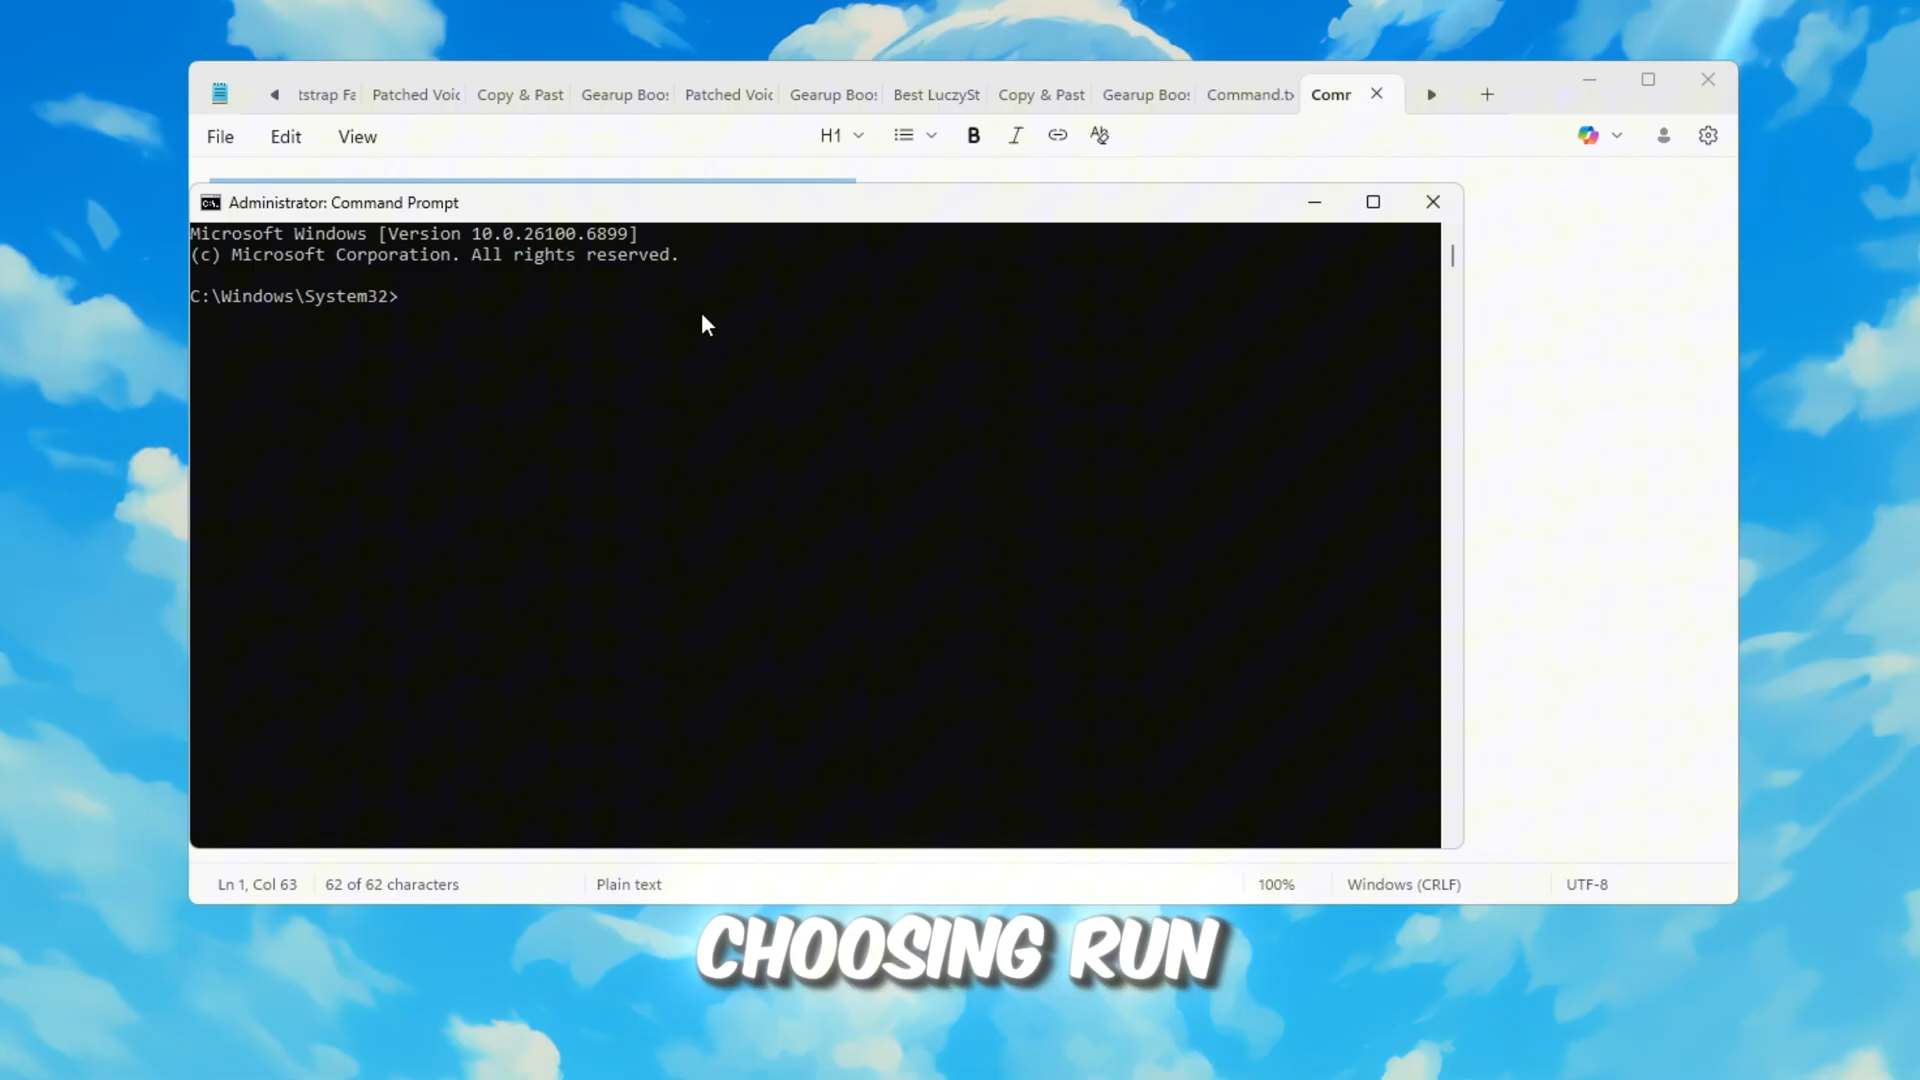 tstrap Fa Patched Voic Copy & Past Gearup Boo: Patched Voic Gearup Boo: Best LuczySt Copy & Past Gearup Boo: Command.t Comr
File Edit View H1 B I
Administrator: Command Prompt
Microsoft Windows [Version 10.0.26100.6899]
(c) Microsoft Corporation. All rights reserved.
C:\Windows\System32>
Ln 1, Col 63 62 of 62 characters Plain text 100% Windows (CRLF) UTF-8
CHOOSING RUN